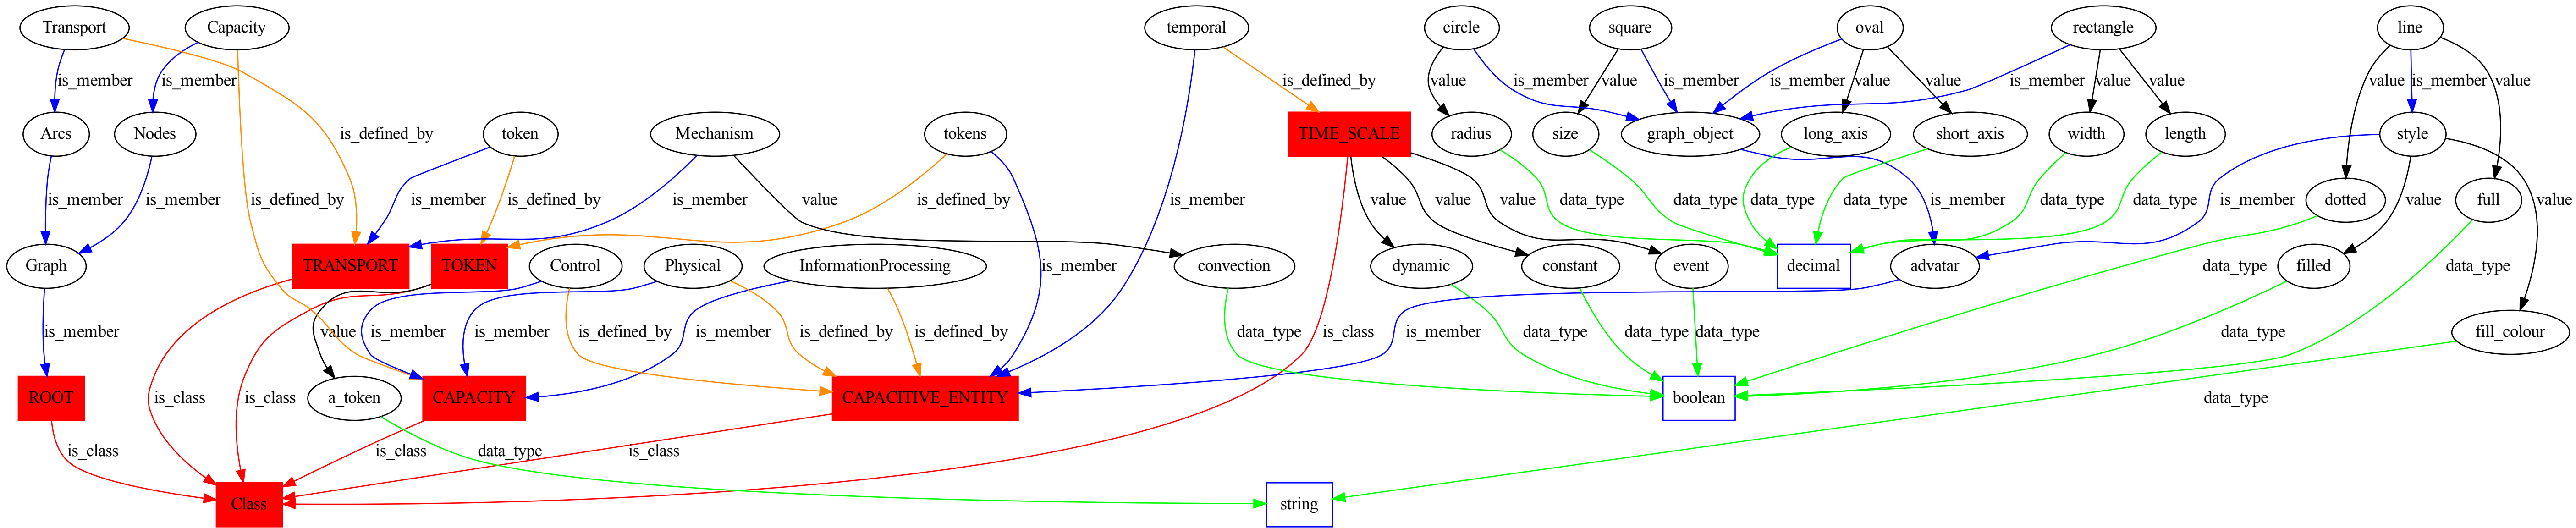 Transport
Capacity
temporal
circle
square
oval
rectangle
line
is_member
is_member
is_defined_by
value
is_member
value
is_member
is_member
value
value
is_member
value
value
value
is_member
value
Arcs
Nodes
is_defined_by
token
Mechanism
tokens
TIME_SCALE
radius
size
graph_object
long_axis
short_axis
width
length
style
is_member
is_member
is_defined_by
is_member
is_defined_by
is_member
value
is_defined_by
is_member
value
value
value
data_type
data_type
data_type
data_type
is_member
data_type
data_type
is_member
dotted
value
full
value
Graph
TRANSPORT
TOKEN
Control
Physical
InformationProcessing
is_member
convection
dynamic
constant
event
decimal
advatar
data_type
filled
data_type
is_member
value
is_member
is_defined_by
is_member
is_defined_by
is_member
is_defined_by
data_type
is_class
is_member
data_type
data_type
data_type
data_type
fill_colour
ROOT
is_class
is_class
a_token
CAPACITY
CAPACITIVE_ENTITY
boolean
data_type
is_class
is_class
data_type
is_class
Class
string